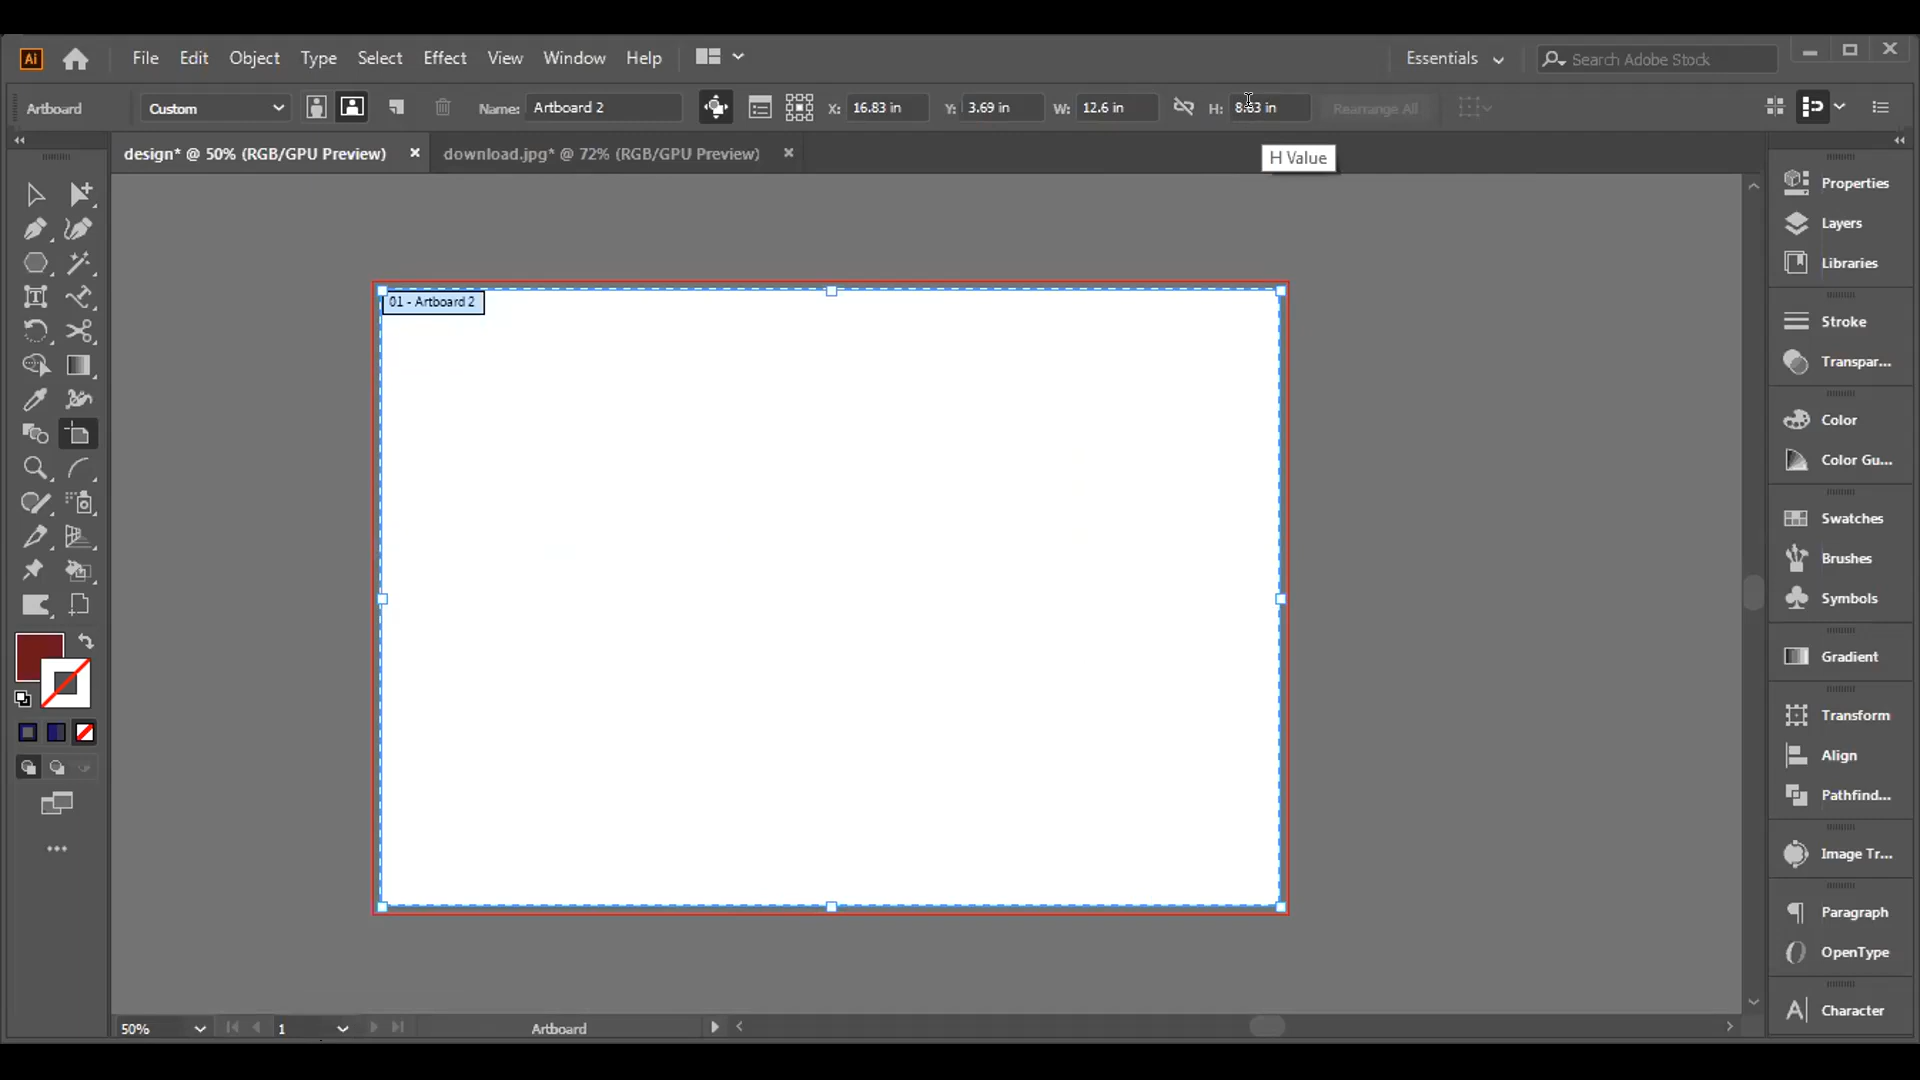 Ai File Edit Object Type Select Effect View Window Help Essentials Search Adobe Stock
Artboard Custom Name: Artboard 2 X: 16.83 in Y: 3.69 in W: 12.6 in H: in Rearrange All
design* @ 50% (RGB/GPU Preview) download.jpg* @ 72% (RGB/GPU Preview)
H Value
01 - Artboard 2
Properties
Layers
Libraries
Stroke
Transpar...
Color
Color Gu...
Swatches
Brushes
Symbols
Gradient
Transform
Align
Pathfind...
Image Tr...
Paragraph
OpenType
Character
50% 1 Artboard